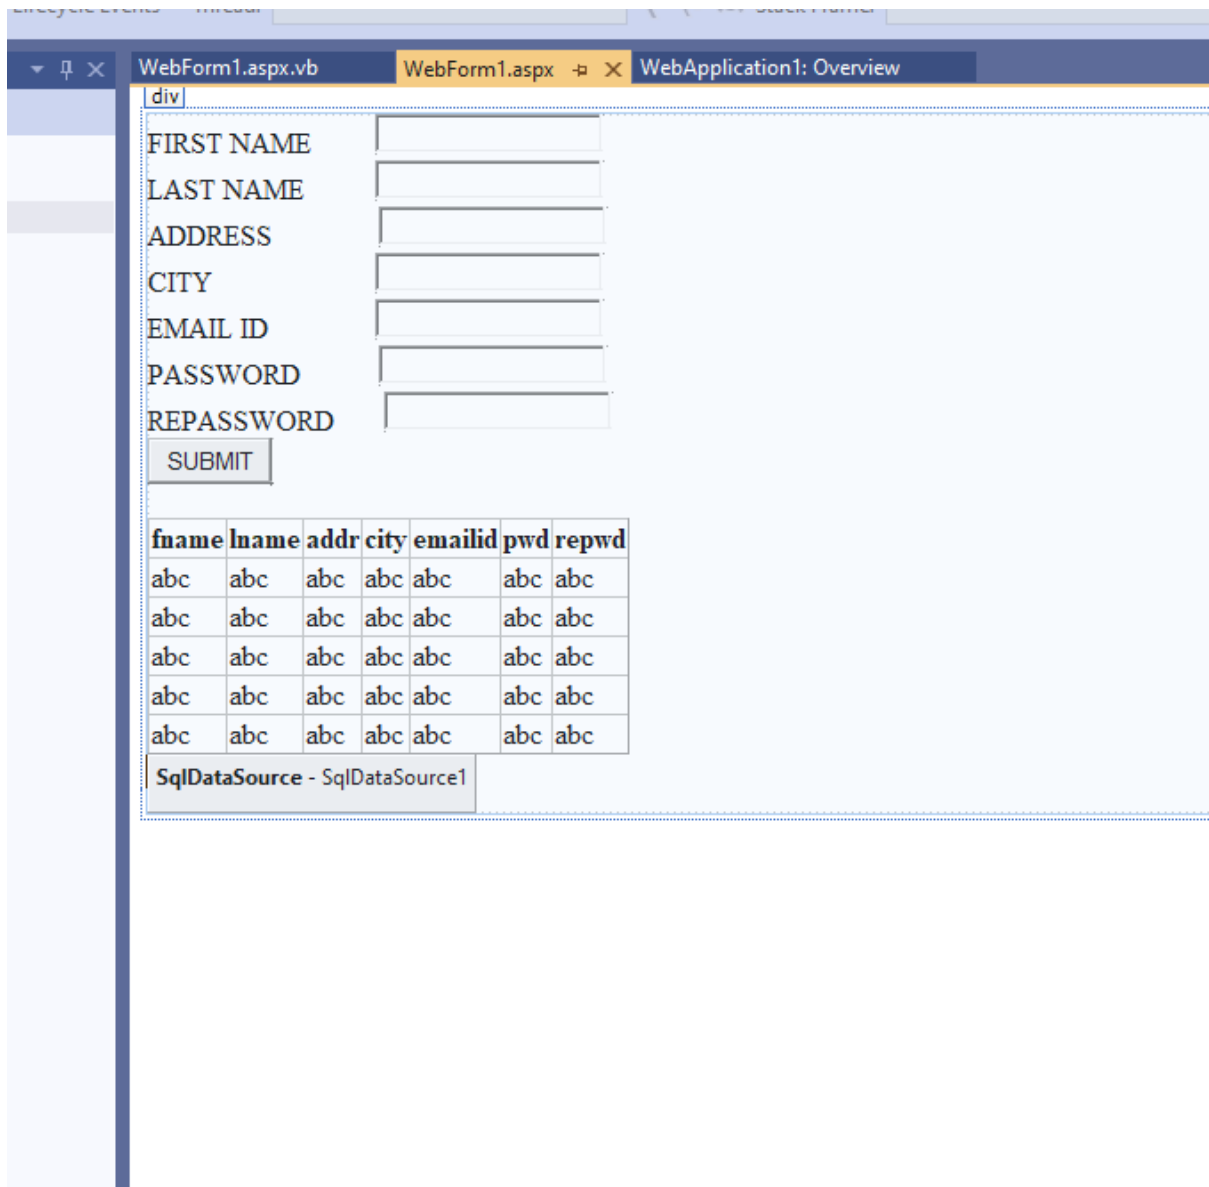 WebForm1.aspx.vb WebForm1.aspx WebApplication1: Overview
div
FIRST NAME
LAST NAME
ADDRESS
CITY
EMAIL ID
PASSWORD
REPASSWORD
SUBMIT
fname lname addr city emailid pwd repwd
abc abc abc abc abc abc abc
abc abc abc abc abc abc abc
abc abc abc abc abc abc abc
abc abc abc abc abc abc abc
abc abc abc abc abc abc abc
SqlDataSource - SqlDataSource1